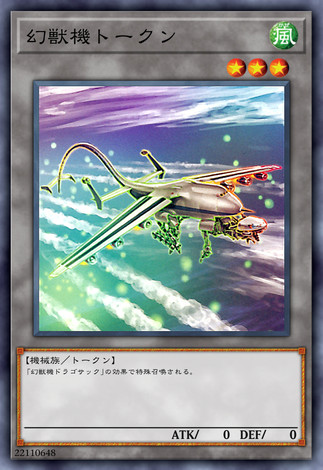 幻獣機トークン
風
【機械族／トークン】
「幻獣機ドラゴサック」の効果で特殊召喚される。
ATK/ 0 DEF/ 0
22110648